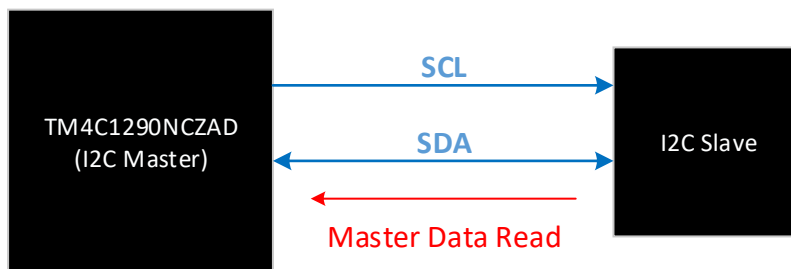 SCL
TM4C1290NCZAD
(I2C Master)
SDA
I2C Slave
Master Data Read